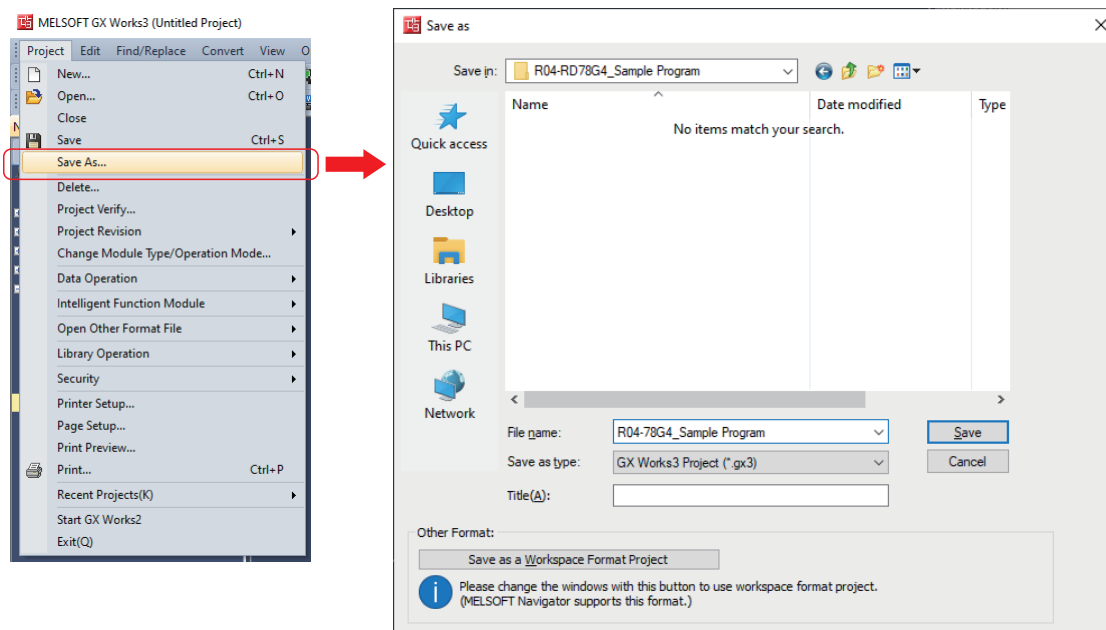 MELSOFT GX Works3 (Untitled Project)
Project Edit Find/Replace Convert View O
New... Ctrl+N
Open... Ctrl+O
Close
Save Ctrl+S
Save As...
Delete...
Project Verify...
Project Revision
Change Module Type/Operation Mode...
Data Operation
Intelligent Function Module
Open Other Format File
Library Operation
Security
Printer Setup...
Page Setup...
Print Preview...
Print... Ctrl+P
Recent Projects(K)
Start GX Works2
Exit(Q)
Save as
Save in: R04-RD78G4_Sample Program
Name Date modified Type
No items match your search.
Quick access
Desktop
Libraries
This PC
Network
File name: R04-78G4_Sample Program Save
Save as type: GX Works3 Project (*.gx3) Cancel
Title(A):
Other Format:
Save as a Workspace Format Project
Please change the windows with this button to use workspace format project.
(MELSOFT Navigator supports this format.)